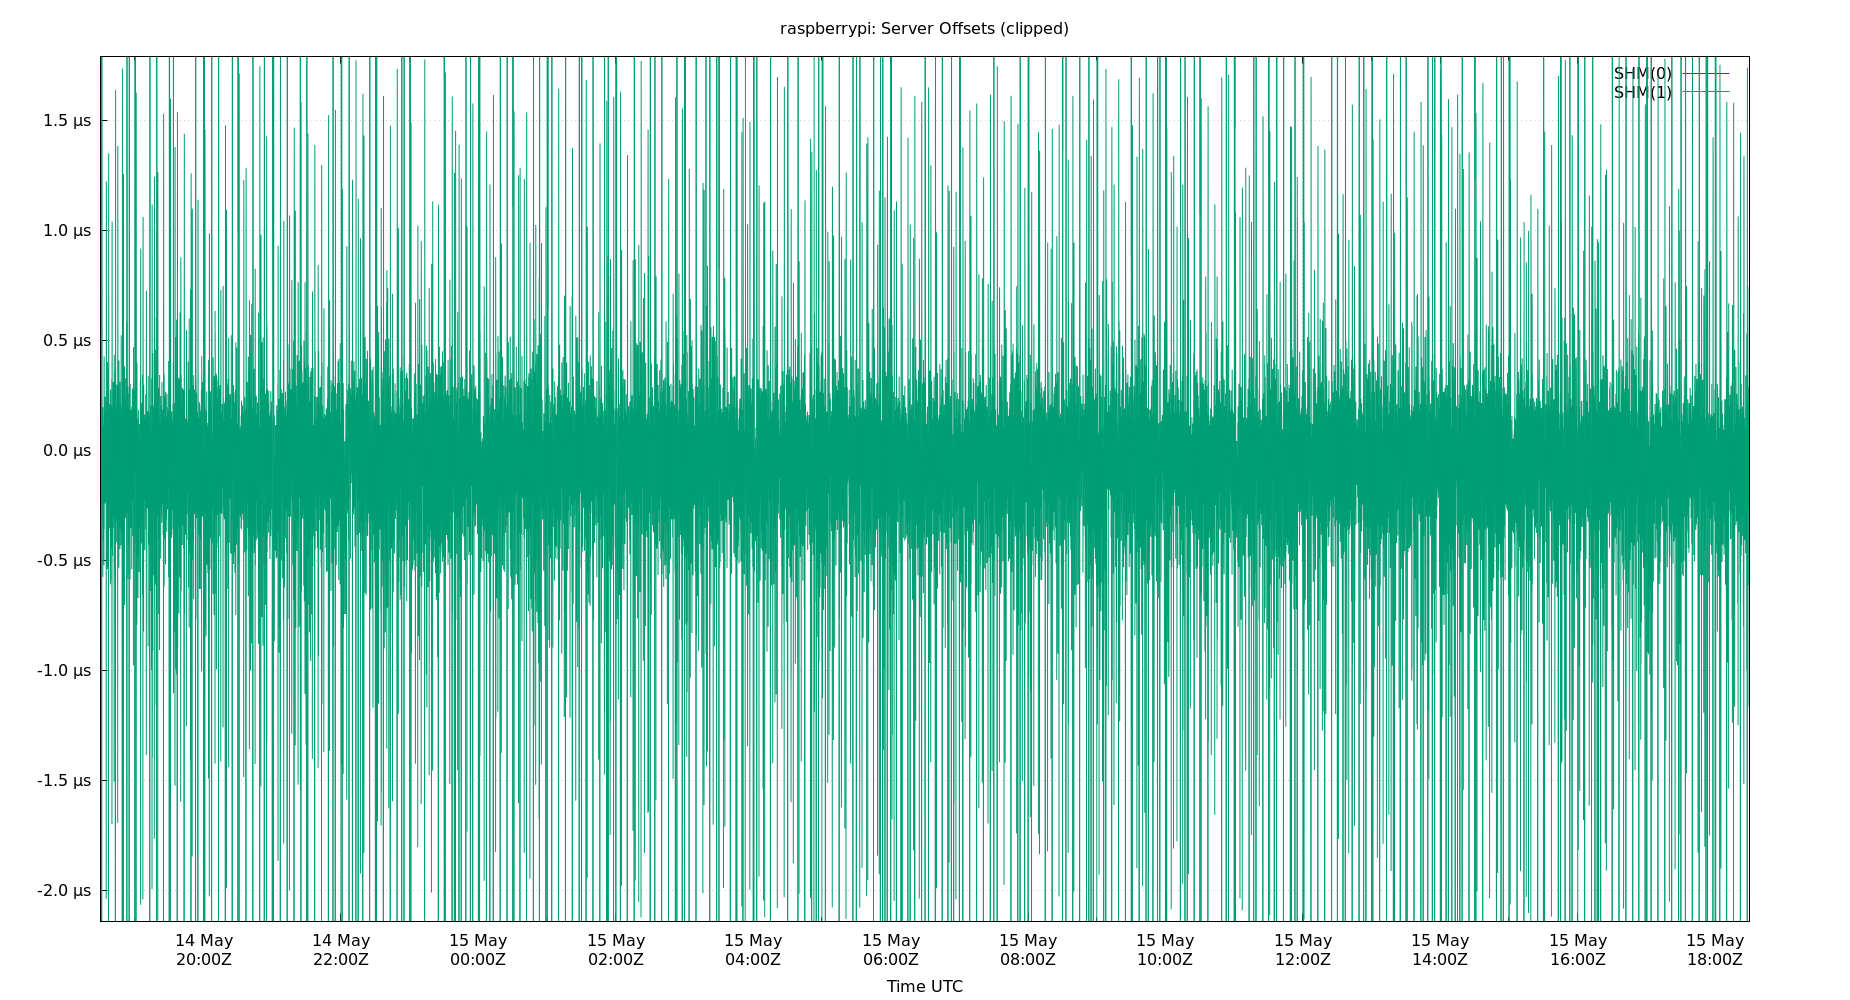 raspberrypi: Server Offsets (clipped)
SHM(0)
SHM(1)
1.5 µs
1.0 µs
0.5 µs
0.0 µs
-0.5 µs
-1.0 µs
-1.5 µs
-2.0 µs
14 May 14 May 15 May 15 May 15 May 15 May 15 May 15 May 15 May 15 May 15 May 15 May
20:00Z 22:00Z 00:00Z 02:00Z 04:00Z 06:00Z 08:00Z 10:00Z 12:00Z 14:00Z 16:00Z 18:00Z
Time UTC